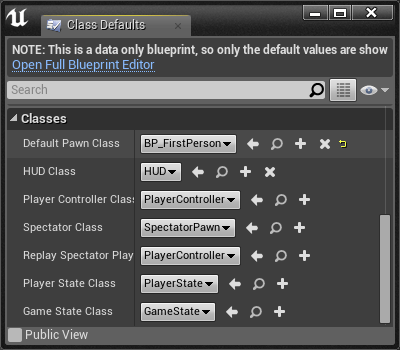 Class Defaults
NOTE: This is a data only blueprint, so only the default values are show
Open Full Blueprint Editor
Search
Classes
Default Pawn Class BP_FirstPerson
HUD Class HUD
Player Controller Class PlayerController
Spectator Class SpectatorPawn
Replay Spectator Play PlayerController
Player State Class PlayerState
Game State Class GameState
Public View